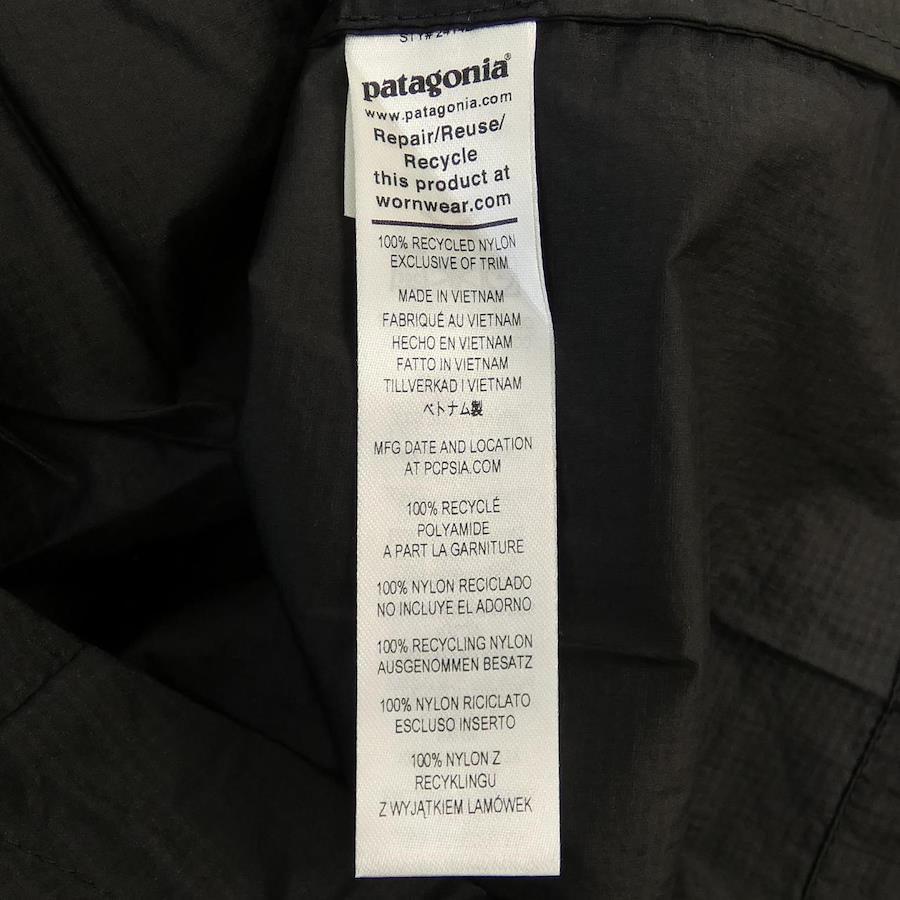 patagonia®
www.patagonia.com
Repair/Reuse/
Recycle
this product at
wornwear.com
100% RECYCLED NYLON
EXCLUSIVE OF TRIM
MADE IN VIETNAM
FABRIQUÉ AU VIETNAM
HECHO EN VIETNAM
FATTO IN VIETNAM
TILLVERKAD I VIETNAM
ベトナム製
MFG DATE AND LOCATION
AT PCPSIA.COM
100% RECYCLÉ
POLYAMIDE
A PART LA GARNITURE
100% NYLON RECICLADO
NO INCLUYE EL ADORNO
100% RECYCLING NYLON
AUSGENOMMEN BESATZ
100% NYLON RICICLATO
ESCLUSO INSERTO
100% NYLON Z
RECYKLINGU
Z WYJĄTKIEM LAMÓWEK